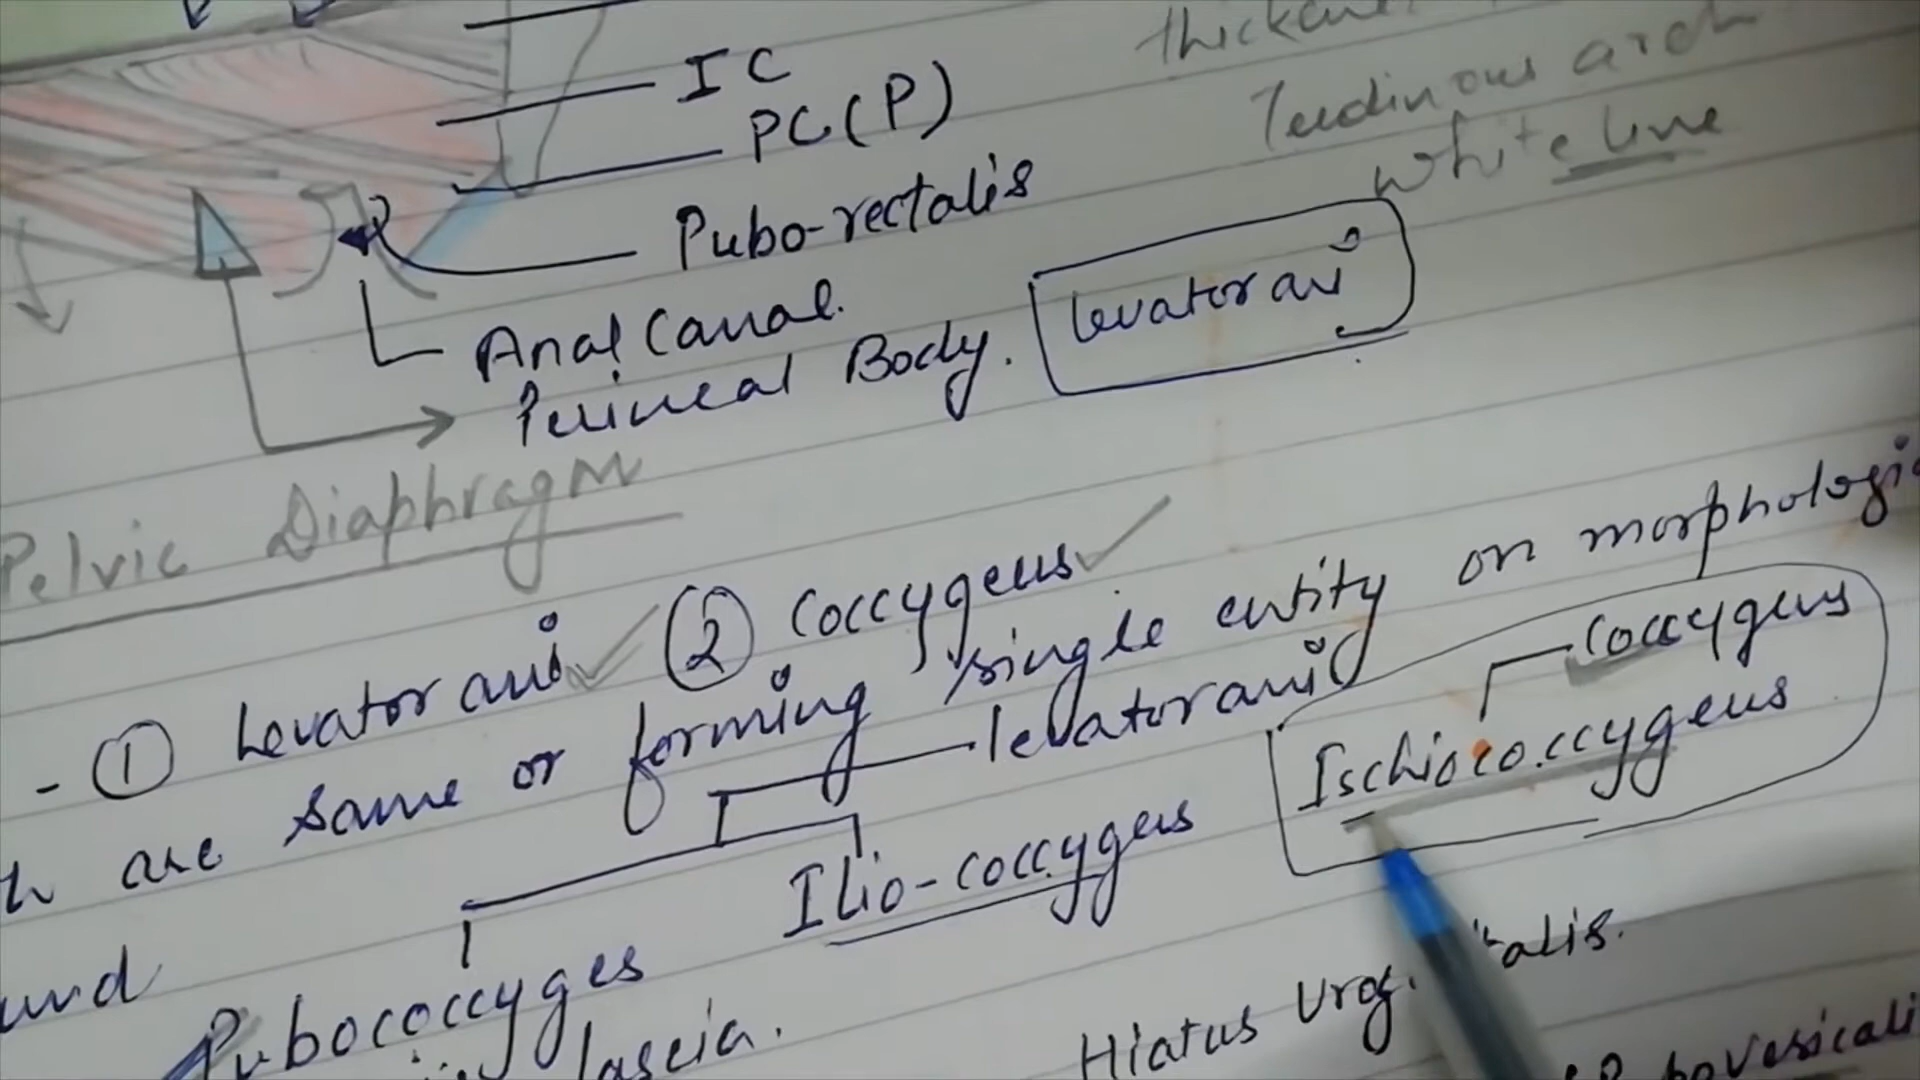 thicken
IC
Tendinous arch
PC(P)
white line
Pubo-rectalis
Anal Canal.
Perineal Body.
levator ani
Pelvic Diaphragm
- ① Levator ani ② Coccygeus
are same or forming single entity on morphologi
levator ani
Coccygeus
Ischiococcygeus
Ilio-coccygeus
Pubococcyges
fascia.
Hiatus Urog
talis.